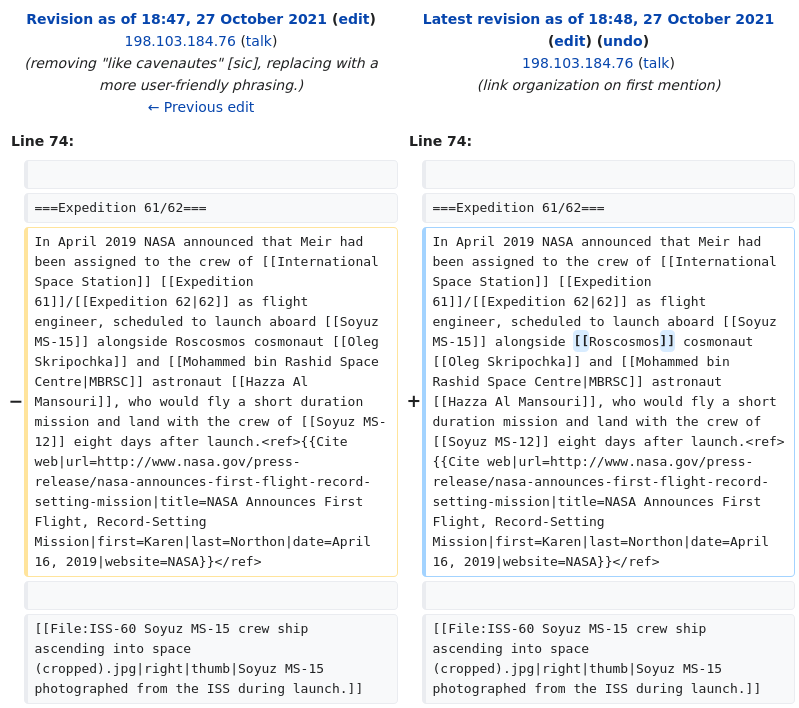 Revision as of 18:47, 27 October 2021 (edit)
198.103.184.76 (talk)
(removing "like cavenautes" [sic], replacing with a
more user-friendly phrasing.)
← Previous edit
Latest revision as of 18:48, 27 October 2021
(edit) (undo)
198.103.184.76 (talk)
(link organization on first mention)
Line 74:
===Expedition 61/62===
− In April 2019 NASA announced that Meir had
been assigned to the crew of [[International
Space Station]] [[Expedition
61]]/[[Expedition 62|62]] as flight
engineer, scheduled to launch aboard [[Soyuz
MS-15]] alongside Roscosmos cosmonaut [[Oleg
Skripochka]] and [[Mohammed bin Rashid Space
Centre|MBRSC]] astronaut [[Hazza Al
Mansouri]], who would fly a short duration
mission and land with the crew of [[Soyuz MS-
12]] eight days after launch.<ref>{{Cite
web|url=http://www.nasa.gov/press-
release/nasa-announces-first-flight-record-
setting-mission|title=NASA Announces First
Flight, Record-Setting
Mission|first=Karen|last=Northon|date=April
16, 2019|website=NASA}}</ref>
[[File:ISS-60 Soyuz MS-15 crew ship
ascending into space
(cropped).jpg|right|thumb|Soyuz MS-15
photographed from the ISS during launch.]]
Line 74:
===Expedition 61/62===
+ In April 2019 NASA announced that Meir had
been assigned to the crew of [[International
Space Station]] [[Expedition
61]]/[[Expedition 62|62]] as flight
engineer, scheduled to launch aboard [[Soyuz
MS-15]] alongside [[Roscosmos]] cosmonaut
[[Oleg Skripochka]] and [[Mohammed bin
Rashid Space Centre|MBRSC]] astronaut
[[Hazza Al Mansouri]], who would fly a short
duration mission and land with the crew of
[[Soyuz MS-12]] eight days after launch.<ref>
{{Cite web|url=http://www.nasa.gov/press-
release/nasa-announces-first-flight-record-
setting-mission|title=NASA Announces First
Flight, Record-Setting
Mission|first=Karen|last=Northon|date=April
16, 2019|website=NASA}}</ref>
[[File:ISS-60 Soyuz MS-15 crew ship
ascending into space
(cropped).jpg|right|thumb|Soyuz MS-15
photographed from the ISS during launch.]]